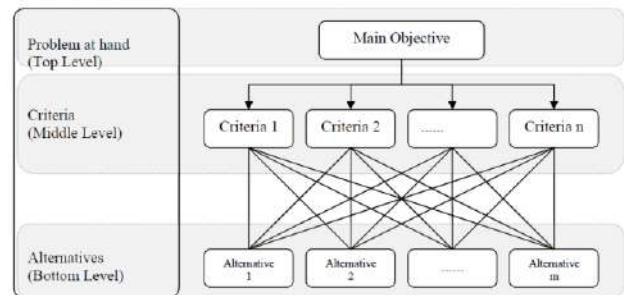 Problem at hand
(Top Level)
Main Objective
Criteria
(Middle Level)
Criteria 1
Criteria 2
......
Criteria n
Alternatives
(Bottom Level)
Alternative
1
Alternative
2
.......
Alternative
m